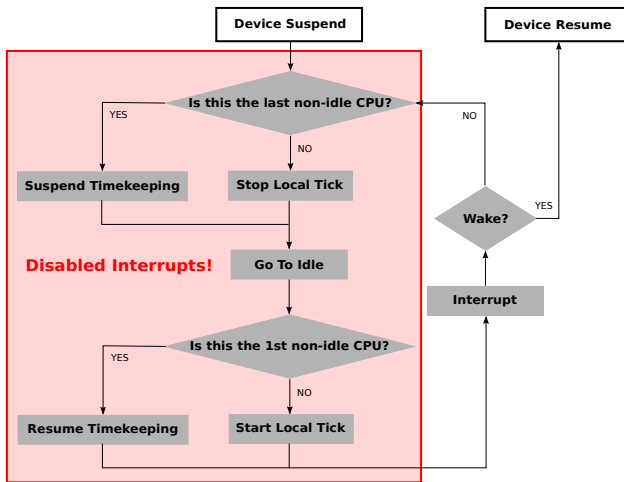 Device Suspend
Device Resume
Is this the last non-idle CPU?
YES
NO
NO
Suspend Timekeeping
Stop Local Tick
Wake?
YES
Disabled Interrupts!
Go To Idle
Interrupt
Is this the 1st non-idle CPU?
YES
NO
Resume Timekeeping
Start Local Tick